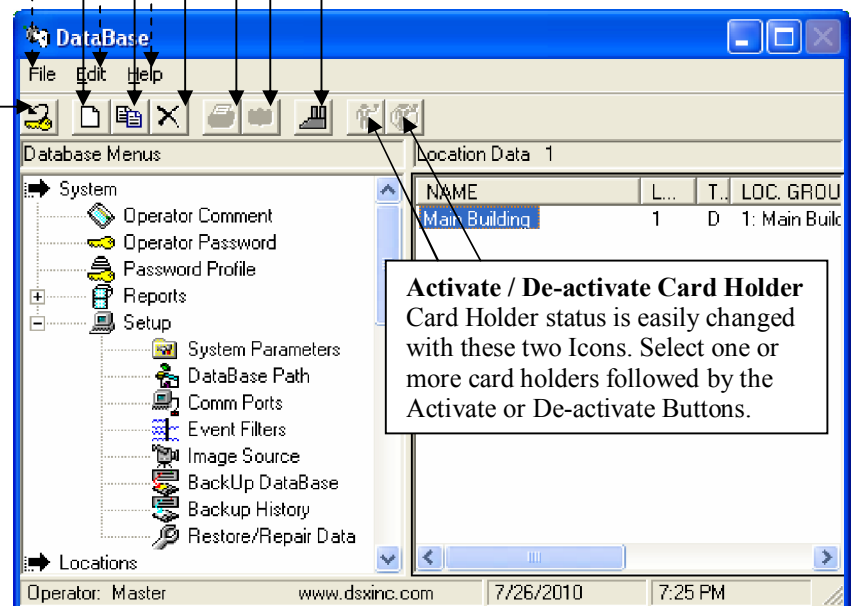 DataBase
File Edit Help
Database Menus
Location Data 1
System
Operator Comment
Operator Password
Password Profile
Reports
Setup
System Parameters
DataBase Path
Comm Ports
Event Filters
Image Source
BackUp DataBase
Backup History
Restore/Repair Data
Locations
NAME L... T.. LOC. GROU
Main Building 1 D 1: Main Builc
Activate / De-activate Card Holder
Card Holder status is easily changed
with these two Icons. Select one or
more card holders followed by the
Activate or De-activate Buttons.
Operator: Master www.dsxinc.com 7/26/2010 7:25 PM